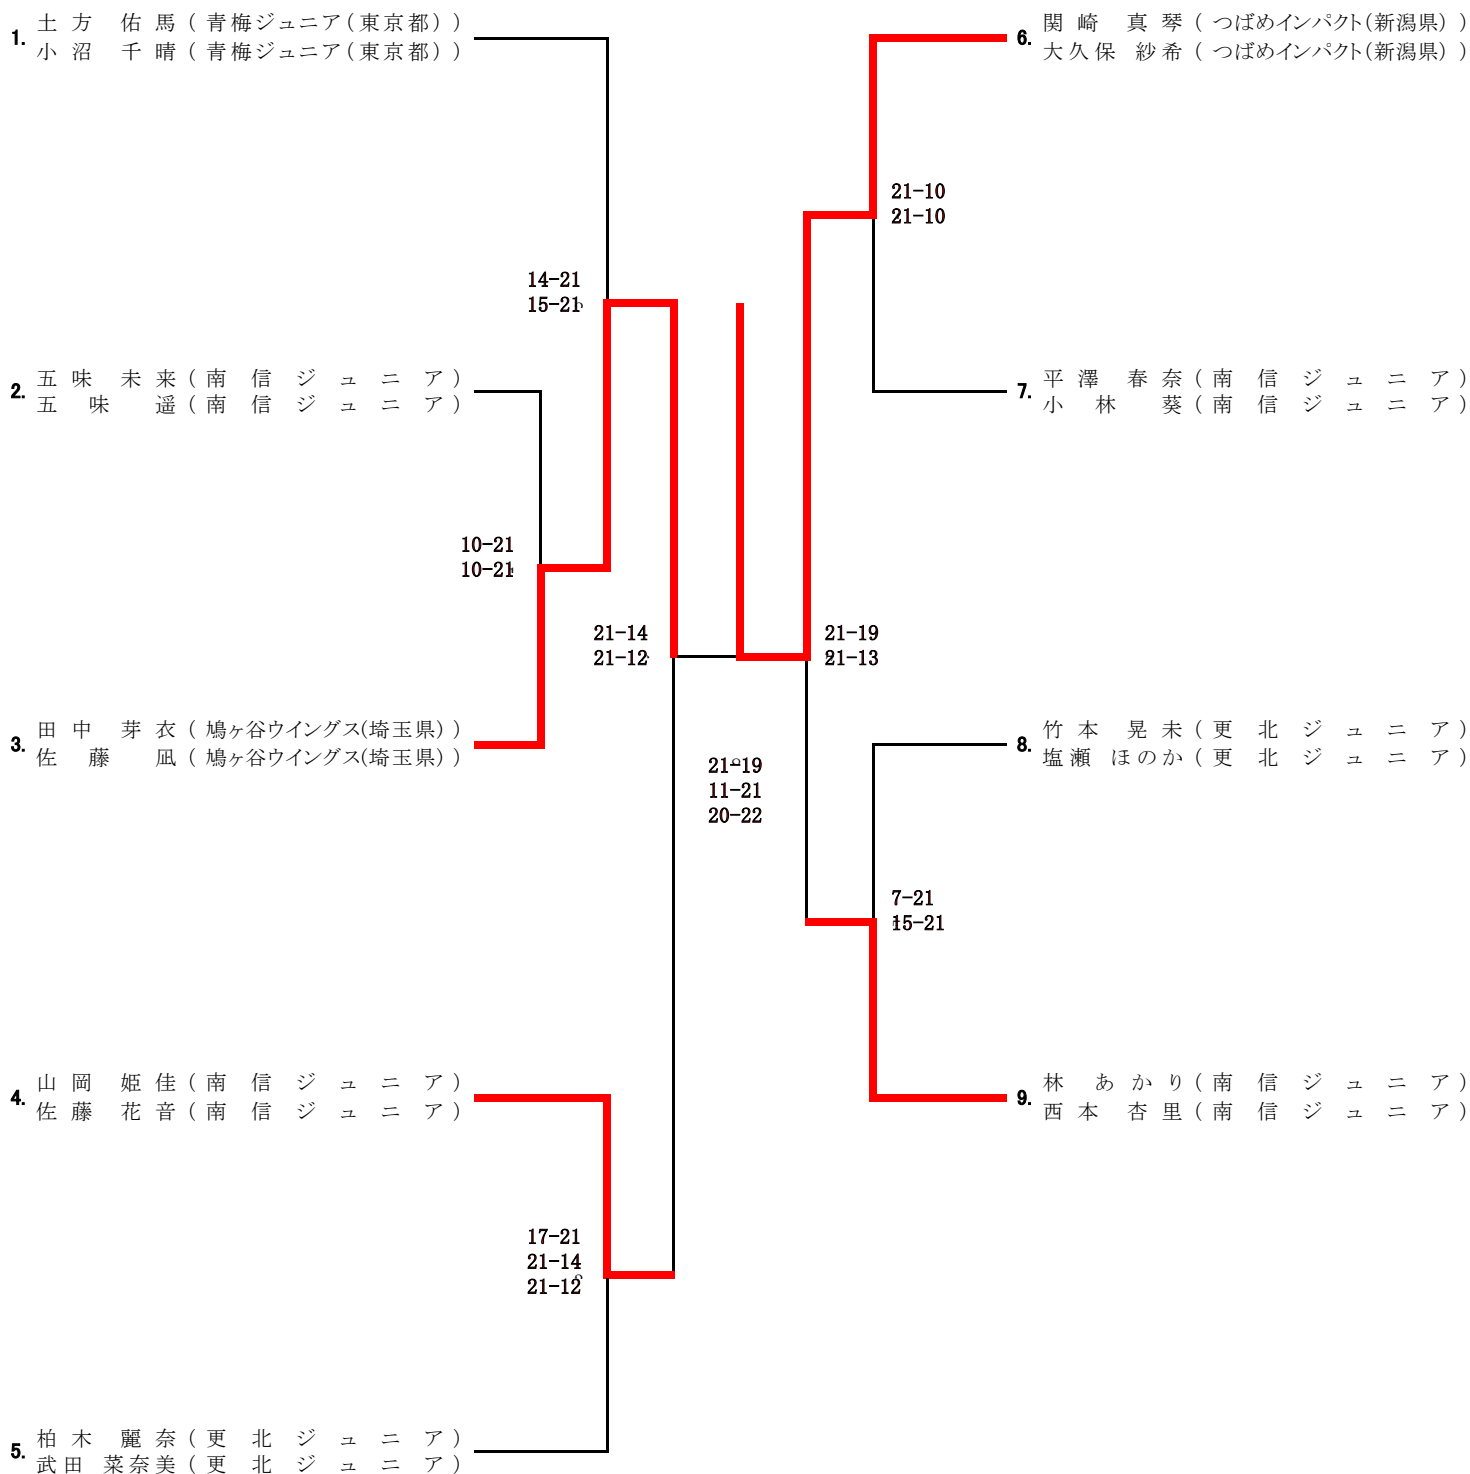 1.
土方 佑馬 ( 青梅ジュニア(東京都) )
小沼 千晴 ( 青梅ジュニア(東京都) )
14-21
15-21
2.
五味 未来 ( 南信ジュニア )
五味 遥 ( 南信ジュニア )
10-21
10-21
3.
田中 芽衣 ( 鳩ヶ谷ウイングス(埼玉県) )
佐藤 凪 ( 鳩ヶ谷ウイングス(埼玉県) )
21-14
21-12
4.
山岡 姫佳 ( 南信ジュニア )
佐藤 花音 ( 南信ジュニア )
17-21
21-14
21-12
5.
柏木 麗奈 ( 更北ジュニア )
武田 菜奈美 ( 更北ジュニア )
21-19
11-21
20-22
6.
関崎 真琴 ( つばめインパクト(新潟県) )
大久保 紗希 ( つばめインパクト(新潟県) )
21-10
21-10
7.
平澤 春奈 ( 南信ジュニア )
小林 葵 ( 南信ジュニア )
21-19
21-13
8.
竹本 晃未 ( 更北ジュニア )
塩瀬 ほのか ( 更北ジュニア )
7-21
15-21
9.
林 あかり ( 南信ジュニア )
西本 杏里 ( 南信ジュニア )